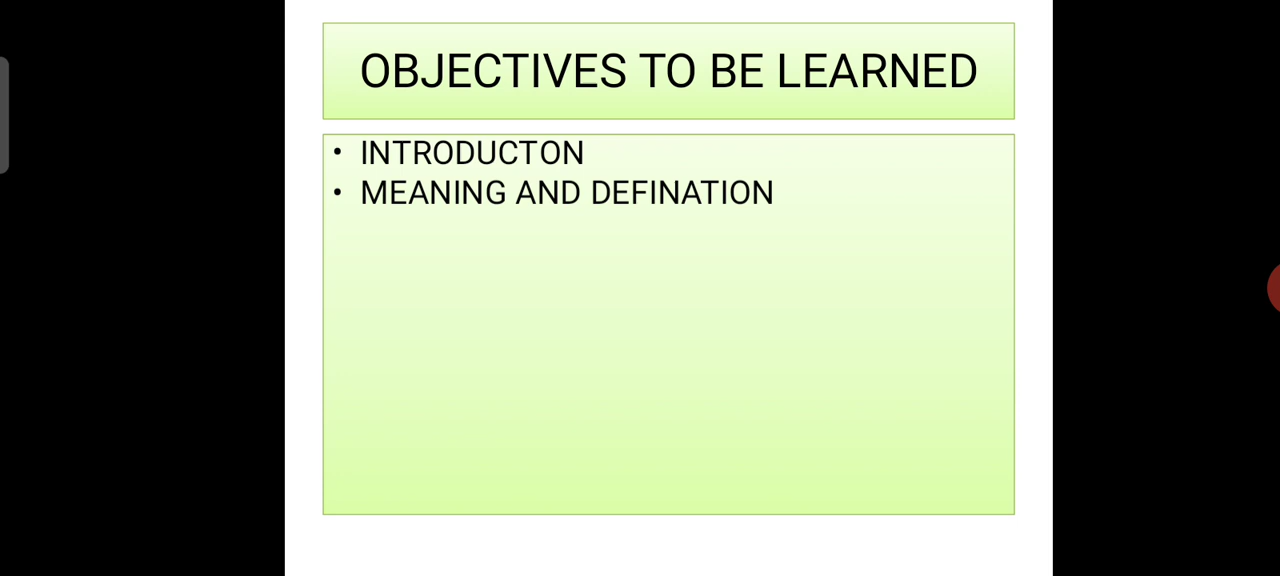 OBJECTIVES TO BE LEARNED
• INTRODUCTON
• MEANING AND DEFINATION